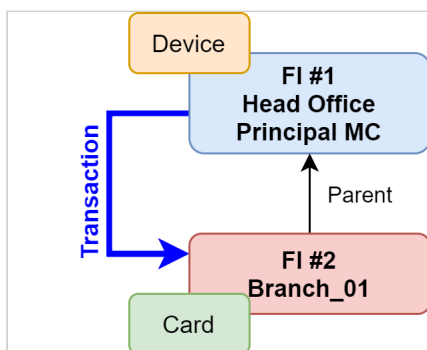 Device
FI #1
Head Office
Principal MC
Transaction
Parent
FI #2
Branch_01
Card